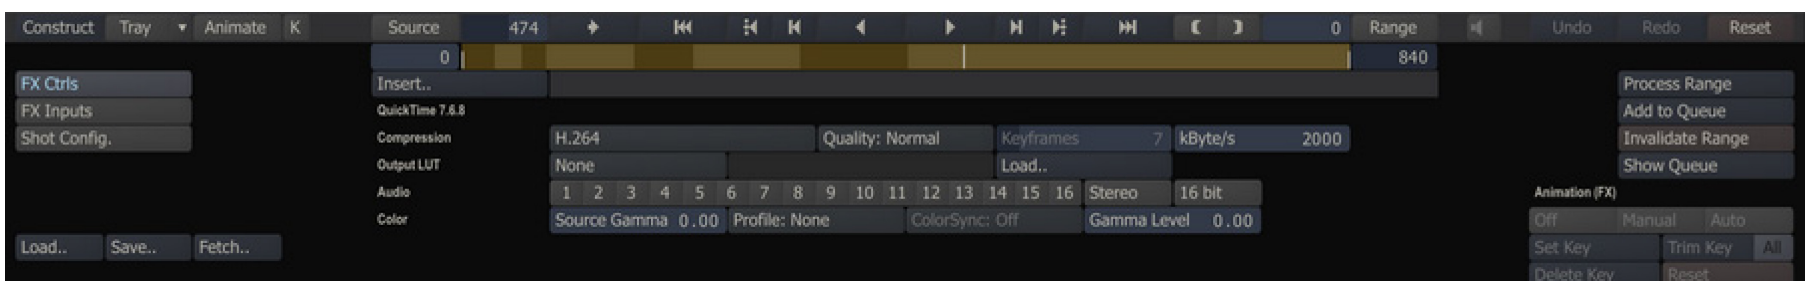 Construct Tray Animate K Source 474 0 Range Undo Redo Reset
0 840
FX Ctrls Insert.. Process Range
FX Inputs QuickTime 7.6.8 Add to Queue
Shot Config. Compression H.264 Quality: Normal Keyframes 7 kByte/s 2000 Invalidate Range
Output LUT None Load.. Show Queue
Audio 1 2 3 4 5 6 7 8 9 10 11 12 13 14 15 16 Stereo 16 bit Animation (FX)
Color Source Gamma 0.00 Profile: None ColorSync: Off Gamma Level 0.00 Off Manual Auto
Load.. Save.. Fetch.. Set Key Trim Key All
Delete Key Reset